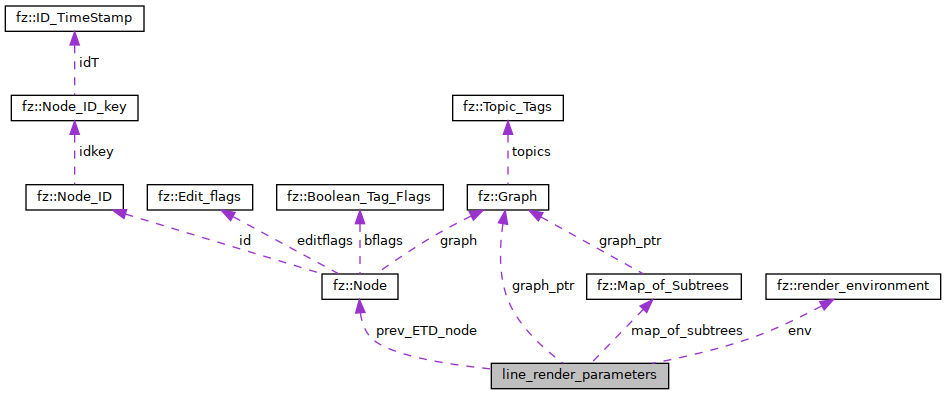 fz::ID_TimeStamp
idT
fz::Node_ID_key
fz::Topic_Tags
idkey
topics
fz::Node_ID
fz::Edit_flags
fz::Boolean_Tag_Flags
fz::Graph
id
editflags
bflags
graph
graph_ptr
fz::Node
graph_ptr
fz::Map_of_Subtrees
fz::render_environment
prev_ETD_node
map_of_subtrees
env
line_render_parameters